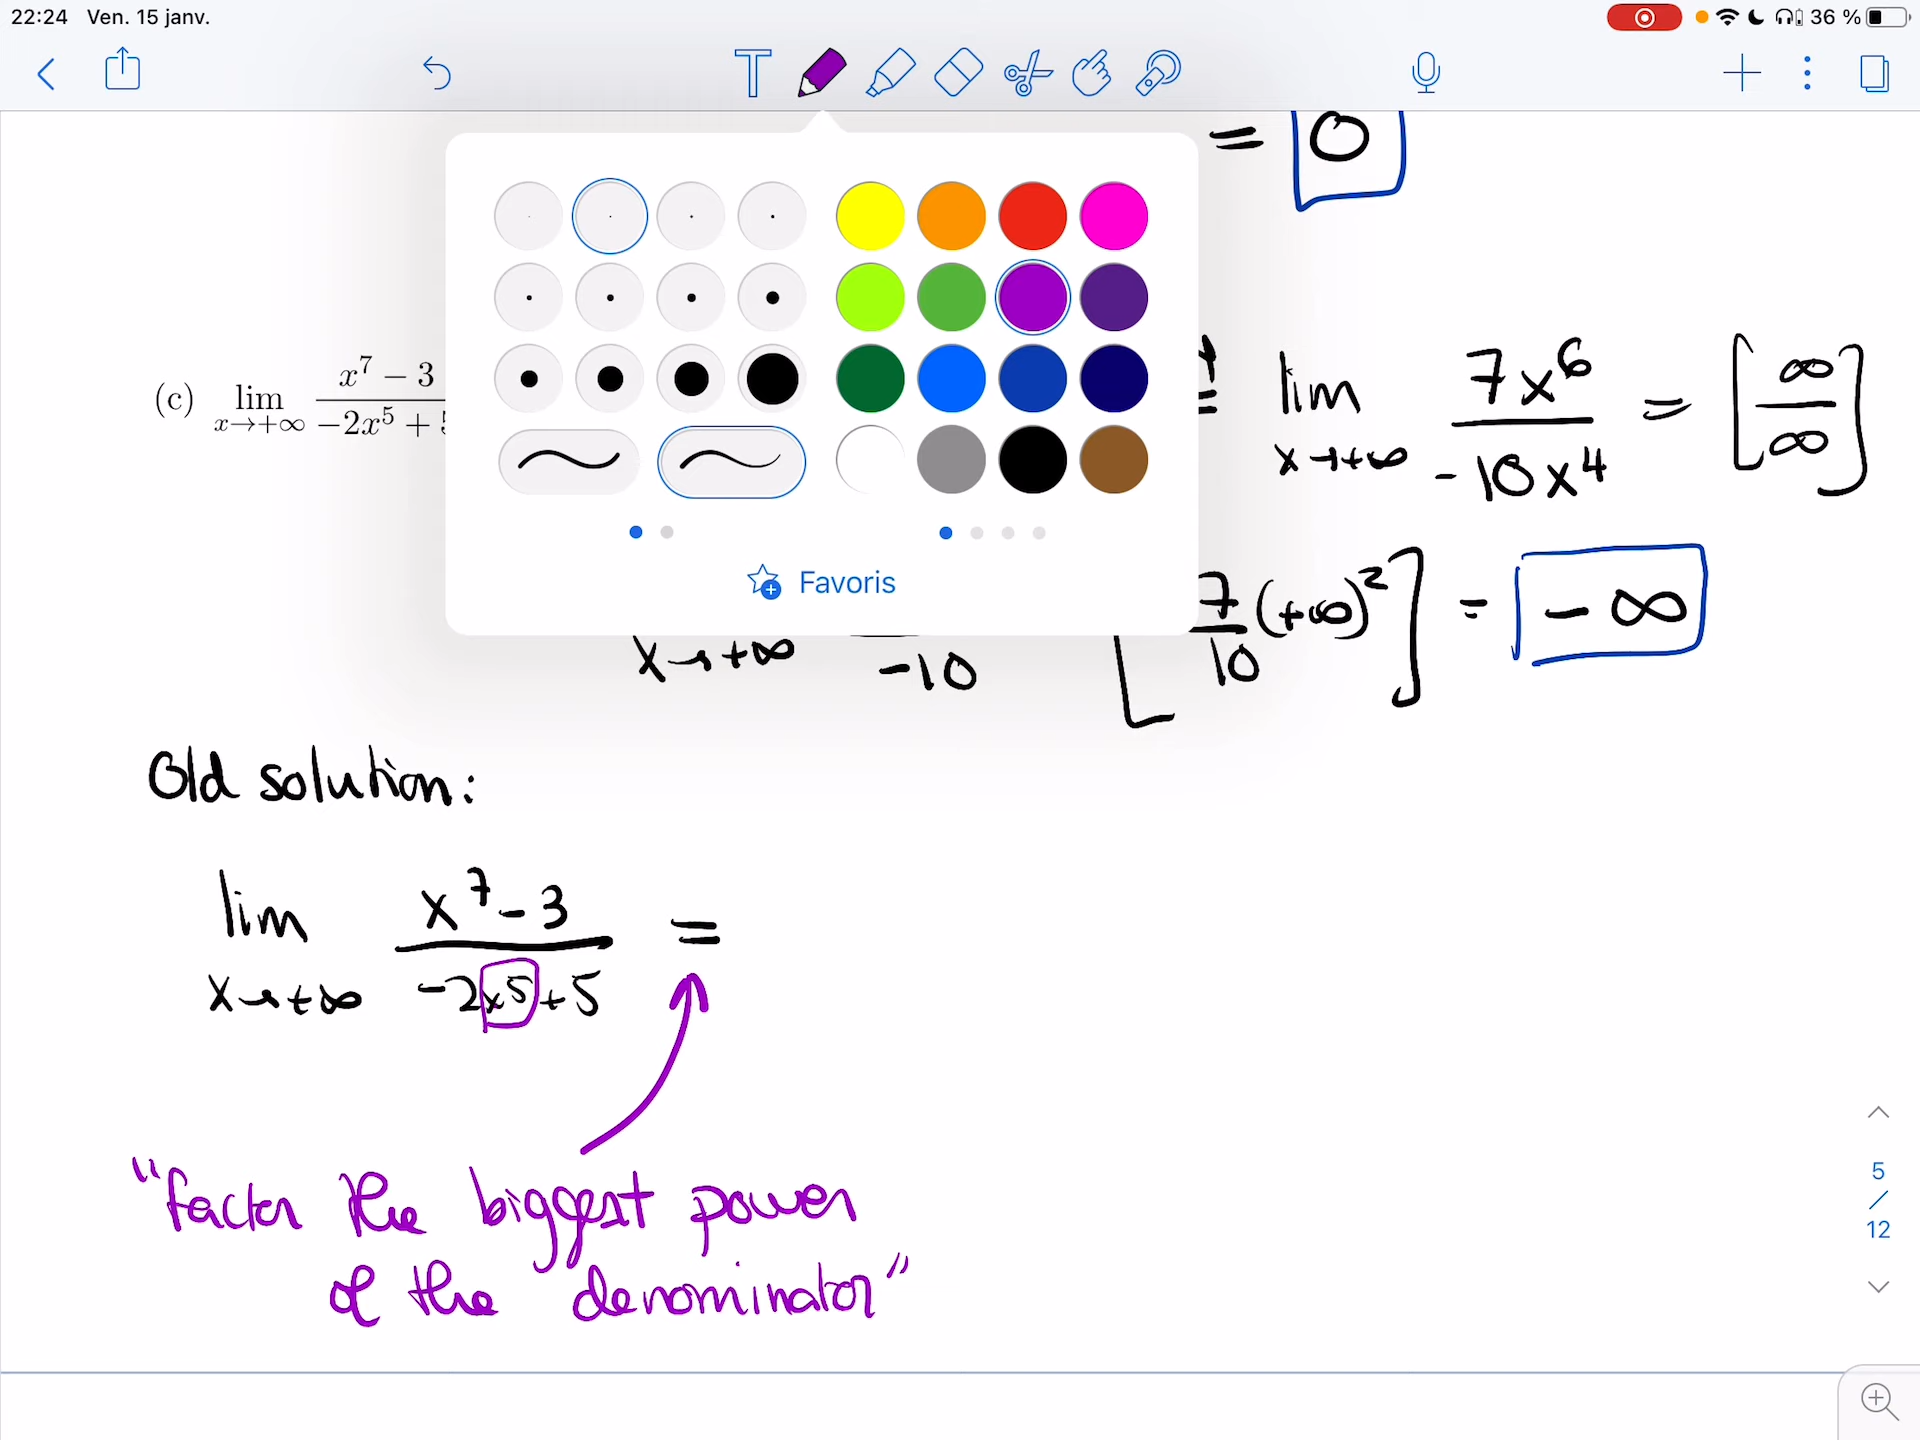 22:24 Ven. 15 janv. 36 %
= 0
(c) lim x→+∞ x^7 − 3 / −2x^5 +
= lim x→+∞ 7x^6 / -10x^4 = [∞/∞]
x→+∞ -10 [ 7/10 (+∞)^2 ] = -∞
Favoris
Old solution:
lim x→+∞ x^7 - 3 / -2x^5 + 5 =
"factor the biggest power
of the denominator"
5
/
12